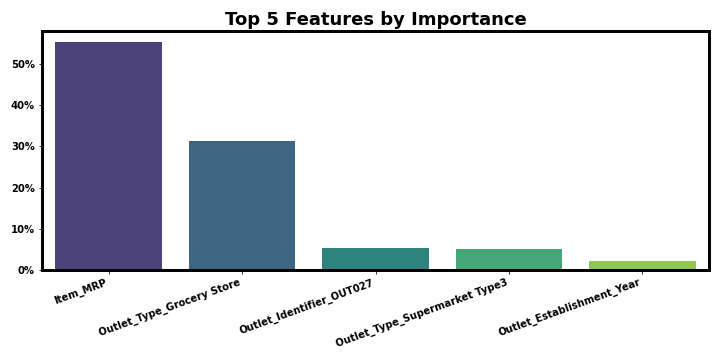 Top 5 Features by Importance
50%
40%
30%
20%
10%
0%
Item_MRP
Outlet_Type_Grocery Store
Outlet_Identifier_OUT027
Outlet_Type_Supermarket Type3
Outlet_Establishment_Year